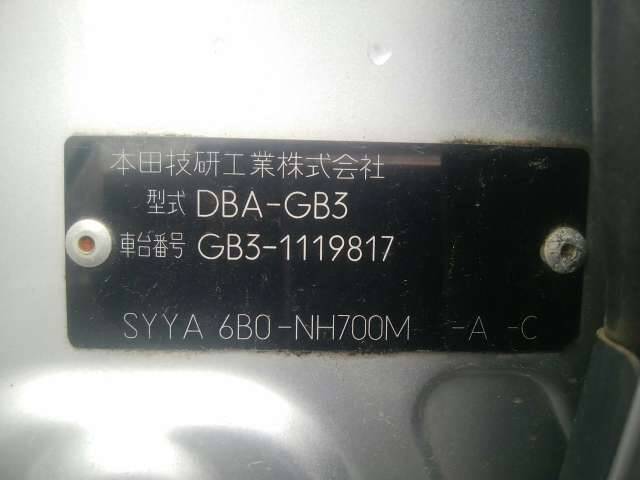 本田技研工業株式会社
型式 DBA-GB3
車台番号 GB3-1119817
SYYA 6B0-NH700M -A -C